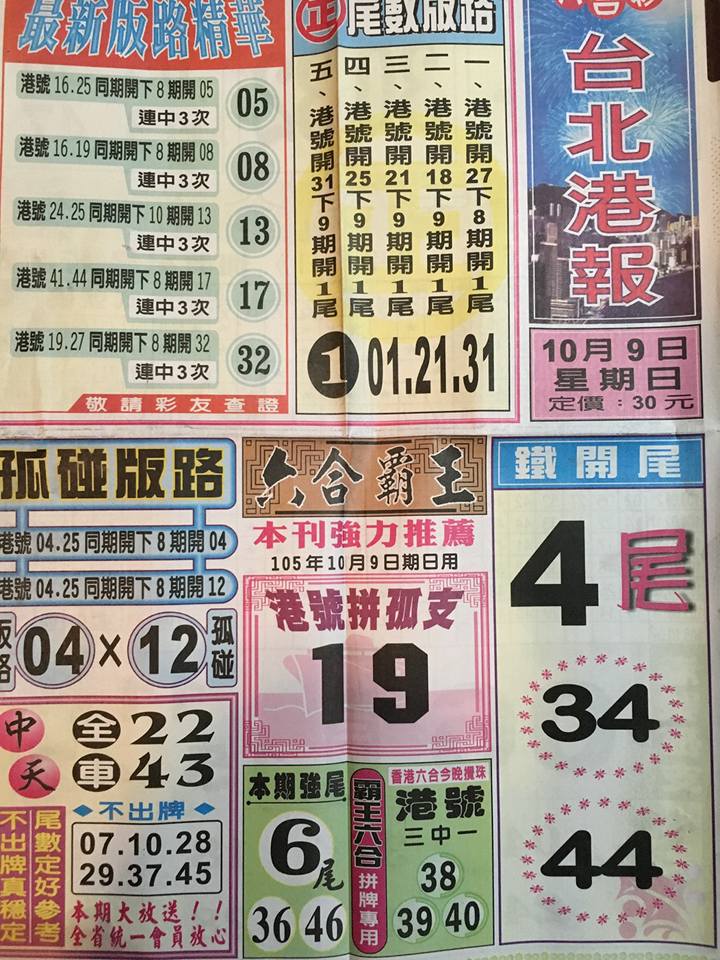 最新版路精華
港號16.25同期開下8期開05
連中3次
05
港號16.19同期開下8期開08
連中3次
08
港號24.25同期開下10期開13
連中3次
13
港號41.44同期開下8期開17
連中3次
17
港號19.27同期開下8期開32
連中3次
32
敬請彩友查證
正 尾數版路
一、港號開27下8期開1尾
二、港號開18下9期開1尾
三、港號開21下9期開1尾
四、港號開25下9期開1尾
五、港號開31下9期開1尾
1 01.21.31
台北港報
10月9日
星期日
定價：30元
孤碰版路
港號04.25同期開下8期開04
港號04.25同期開下8期開12
版路 04×12 孤碰
中天
全車
22
43
不出牌
07.10.28
29.37.45
尾數定好參考
不出牌真穩定
本期大放送！！
全省統一會員放心
六合霸王
本刊強力推薦
105年10月9日期日用
港號拼孤支
19
本期強尾
6尾
36 46
霸王六合
拼牌專用
香港六合今晚攪珠
港號
三中一
38
39 40
鐵開尾
4尾
34
44